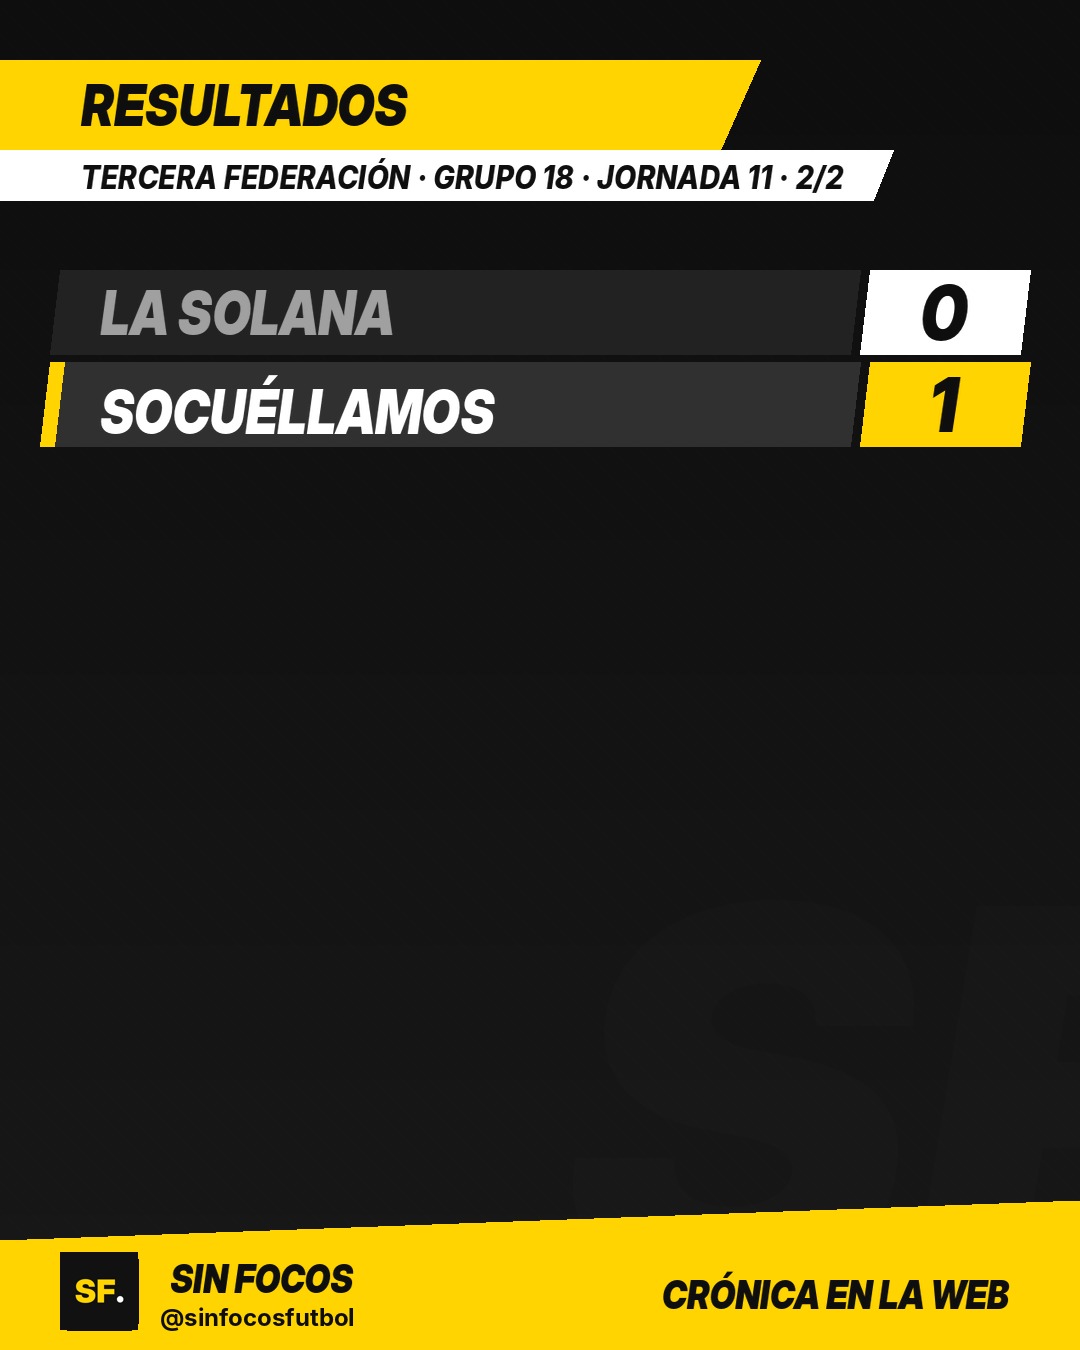 RESULTADOS
TERCERA FEDERACIÓN · GRUPO 18 · JORNADA 11 · 2/2
LA SOLANA 0
SOCUÉLLAMOS 1
SF
SF.
SIN FOCOS
@sinfocosfutbol
CRÓNICA EN LA WEB